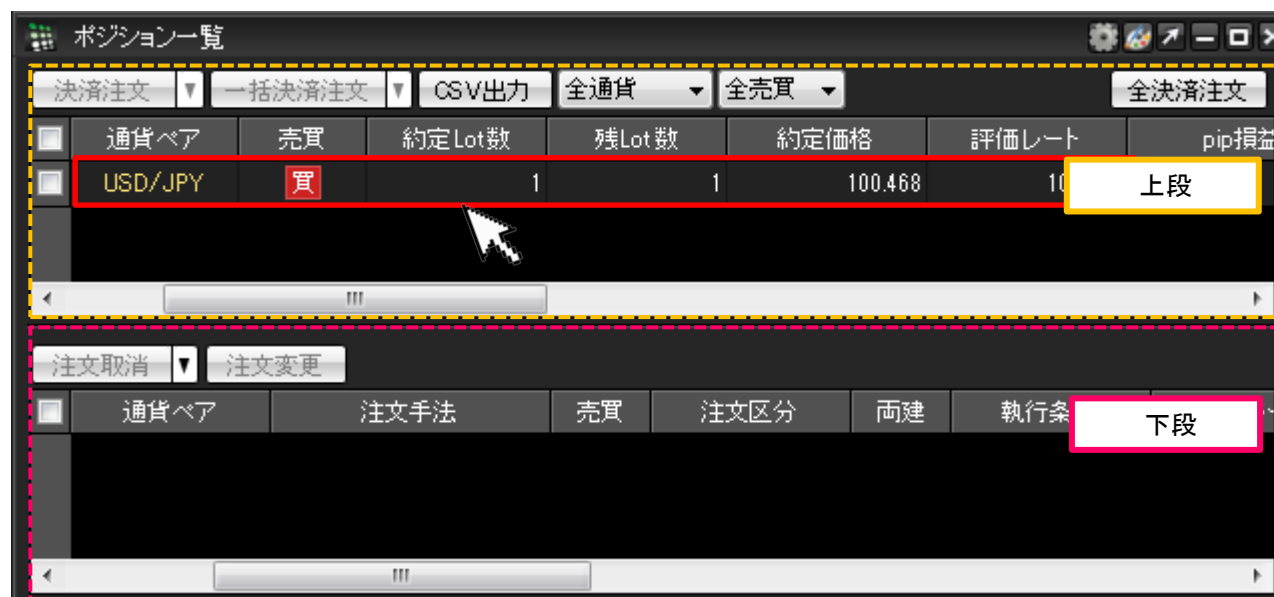 ポジション一覧
決済注文 ▼ 一括決済注文 ▼ CSV出力 全通貨 ▼ 全売買 ▼ 全決済注文
通貨ペア 売買 約定Lot数 残Lot数 約定価格 評価レート pip損益
USD/JPY 買 1 1 100.468 10
上段
注文取消 ▼ 注文変更
通貨ペア 注文手法 売買 注文区分 両建 執行条
下段